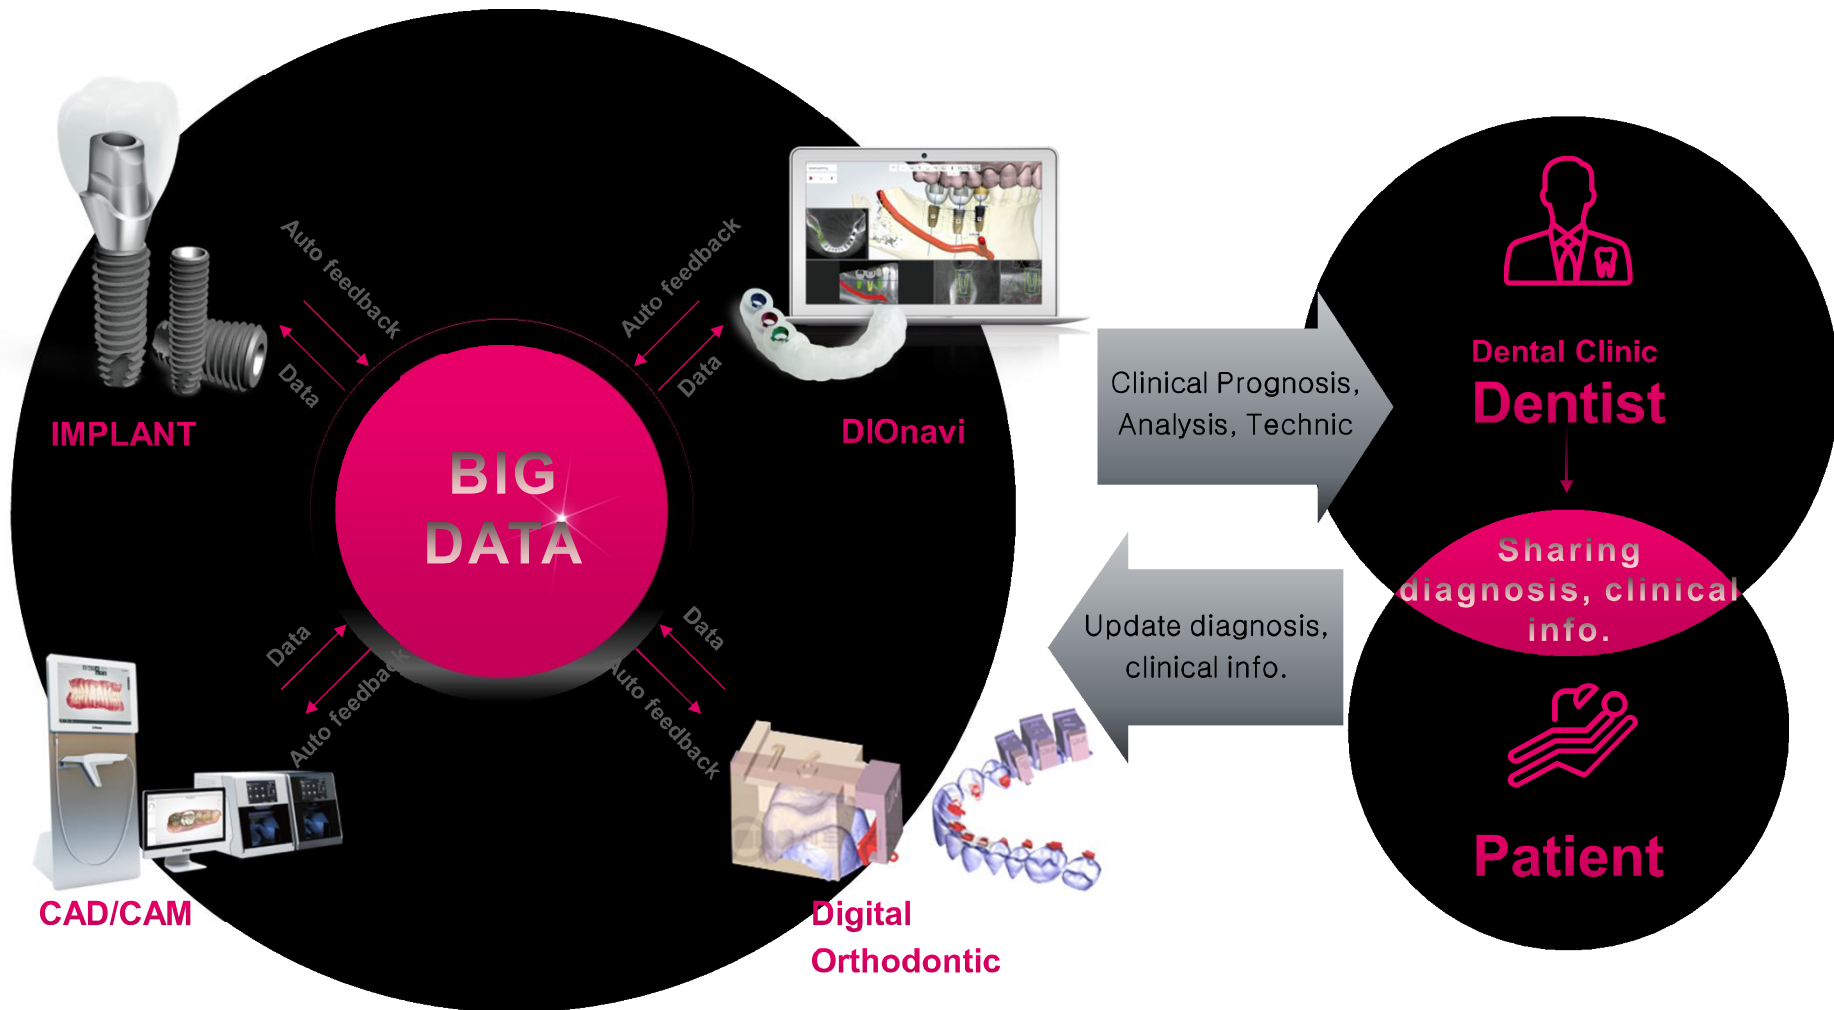 Auto feedback
Data
IMPLANT
Auto feedback
Data
DIOnavi
BIG
DATA
Data
Auto feedback
CAD/CAM
Data
Auto feedback
Digital
Orthodontic
Clinical Prognosis,
Analysis, Technic
Update diagnosis,
clinical info.
Dental Clinic
Dentist
Sharing
diagnosis, clinical
info.
Patient